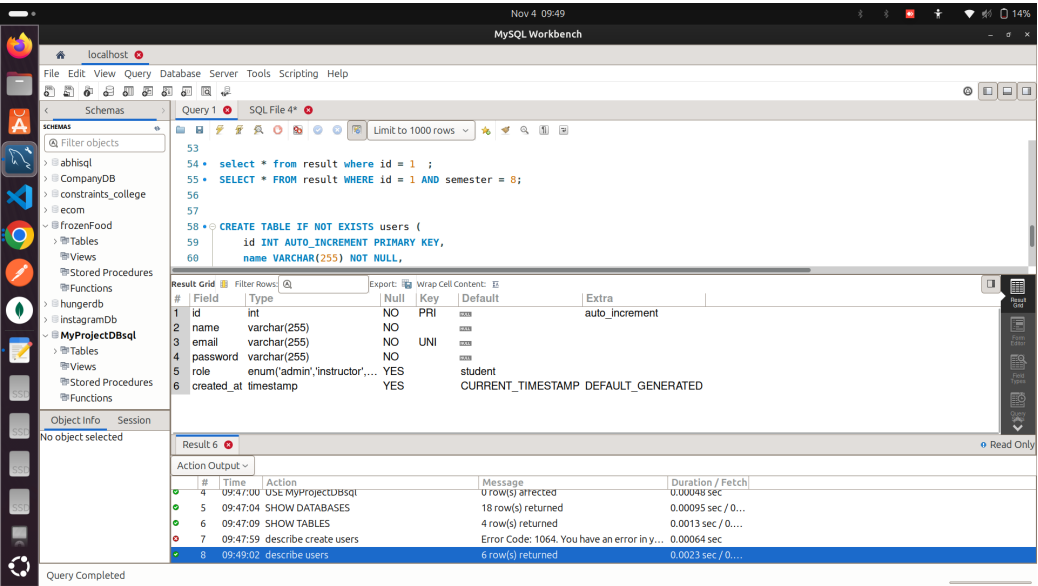 Nov 4 09:49
14%
MySQL Workbench
localhost
File Edit View Query Database Server Tools Scripting Help
Schemas
Query 1
SQL File 4*
SCHEMAS
Filter objects
abhisql
CompanyDB
constraints_college
ecom
frozenFood
Tables
Views
Stored Procedures
Functions
hungerdb
instagramDb
MyProjectDBsql
Tables
Views
Stored Procedures
Functions
Object Info Session
No object selected
Limit to 1000 rows
53
54 select * from result where id = 1 ;
55 SELECT * FROM result WHERE id = 1 AND semester = 8;
56
57
58 CREATE TABLE IF NOT EXISTS users (
59 id INT AUTO_INCREMENT PRIMARY KEY,
60 name VARCHAR(255) NOT NULL,
Result Grid Filter Rows: Export: Wrap Cell Content:
# Field Type Null Key Default Extra
1 id int NO PRI NULL auto_increment
2 name varchar(255) NO NULL
3 email varchar(255) NO UNI NULL
4 password varchar(255) NO NULL
5 role enum('admin','instructor',... YES student
6 created_at timestamp YES CURRENT_TIMESTAMP DEFAULT_GENERATED
Result Grid
Form Editor
Field Types
Query
Result 6
Read Only
Action Output
# Time Action Message Duration / Fetch
4 09:47:00 USE MyProjectDBsql 0 row(s) affected 0.00048 sec
5 09:47:04 SHOW DATABASES 18 row(s) returned 0.00095 sec / 0...
6 09:47:09 SHOW TABLES 4 row(s) returned 0.0013 sec / 0....
7 09:47:59 describe create users Error Code: 1064. You have an error in y... 0.00064 sec
8 09:49:02 describe users 6 row(s) returned 0.0023 sec / 0....
Query Completed
SSD
SSD
SSD
SSD